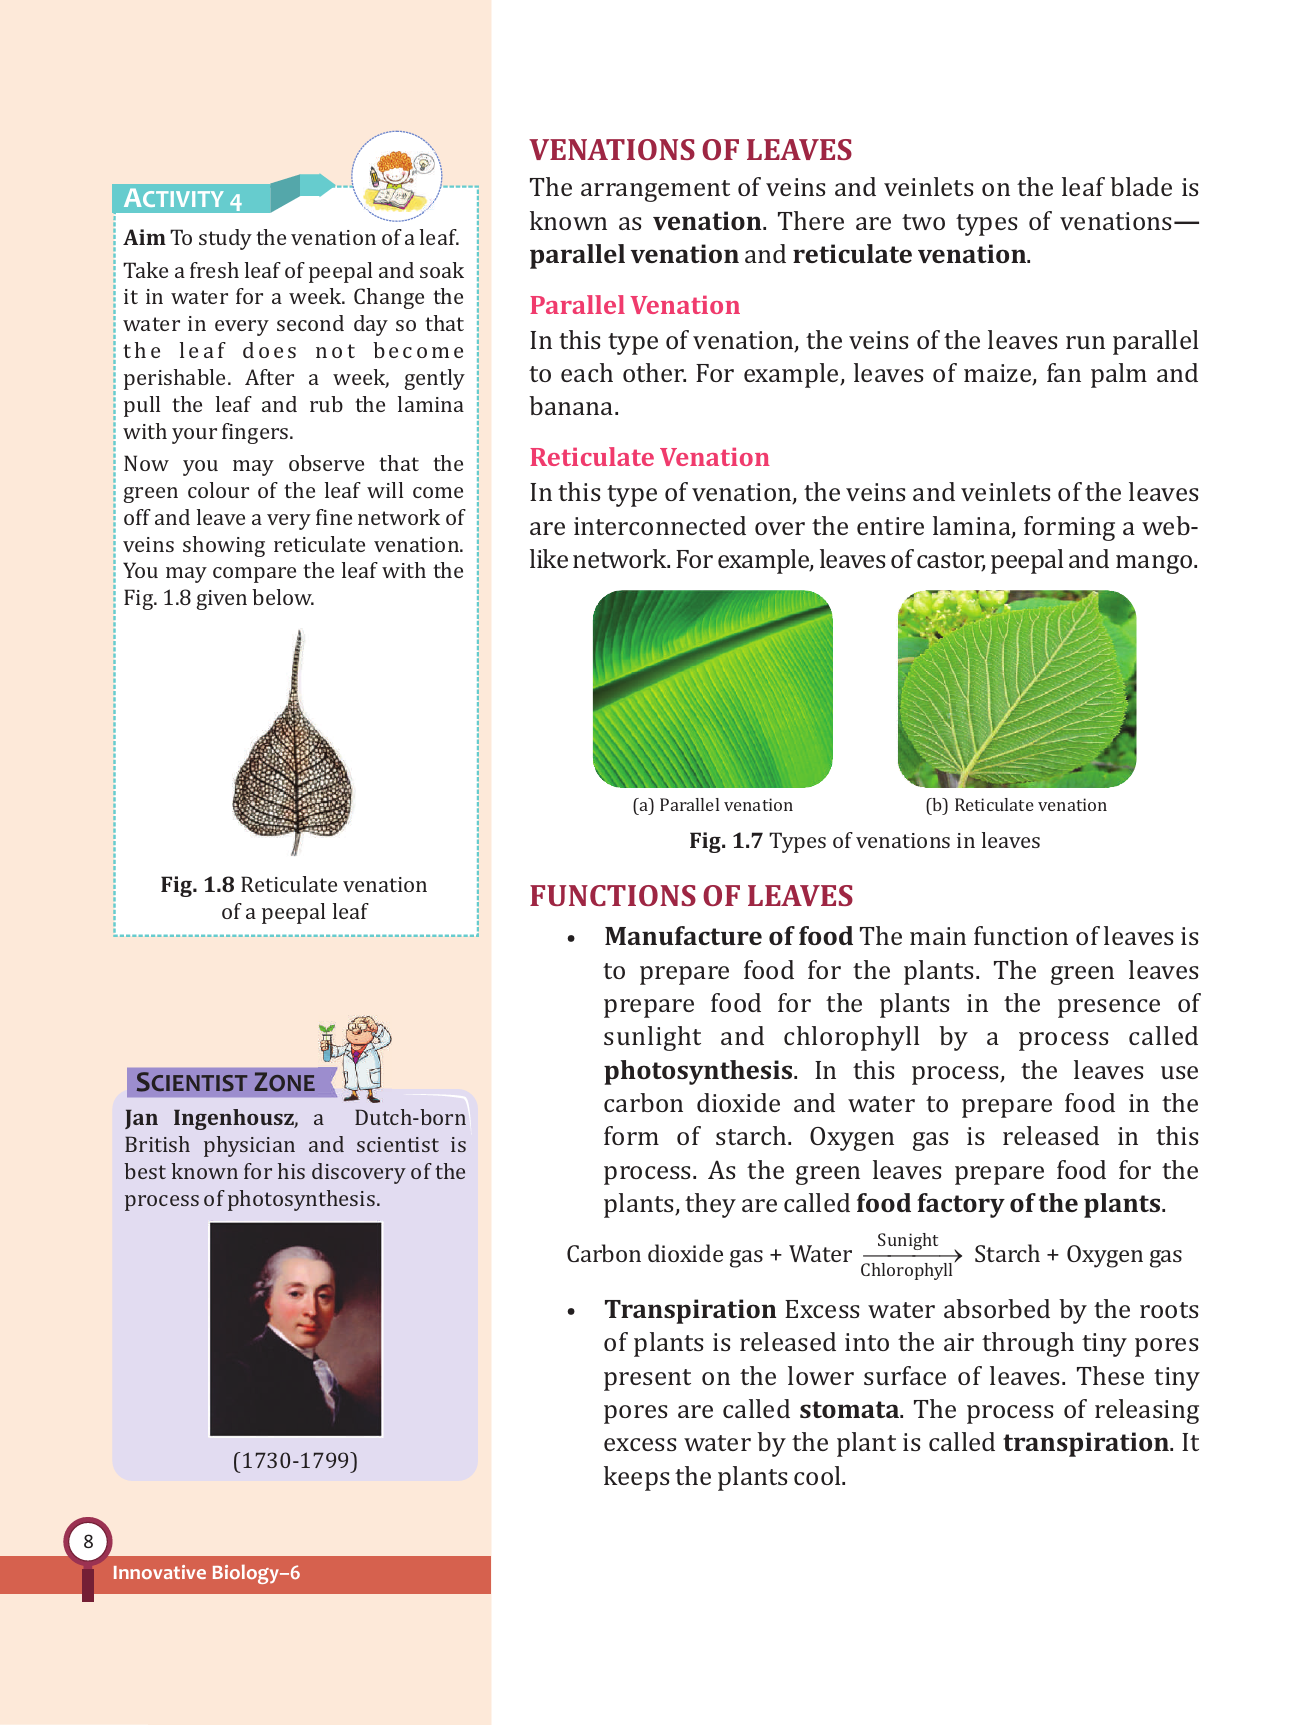 ACTIVITY 4
Aim To study the venation of a leaf.
Take a fresh leaf of peepal and soak
it in water for a week. Change the
water in every second day so that
the leaf does not become
perishable. After a week, gently
pull the leaf and rub the lamina
with your fingers.
Now you may observe that the
green colour of the leaf will come
off and leave a very fine network of
veins showing reticulate venation.
You may compare the leaf with the
Fig. 1.8 given below.
Fig. 1.8 Reticulate venation
of a peepal leaf
SCIENTIST ZONE
Jan Ingenhousz, a Dutch-born
British physician and scientist is
best known for his discovery of the
process of photosynthesis.
(1730-1799)
VENATIONS OF LEAVES
The arrangement of veins and veinlets on the leaf blade is
known as venation. There are two types of venations—
parallel venation and reticulate venation.
Parallel Venation
In this type of venation, the veins of the leaves run parallel
to each other. For example, leaves of maize, fan palm and
banana.
Reticulate Venation
In this type of venation, the veins and veinlets of the leaves
are interconnected over the entire lamina, forming a web-
like network. For example, leaves of castor, peepal and mango.
(a) Parallel venation
(b) Reticulate venation
Fig. 1.7 Types of venations in leaves
FUNCTIONS OF LEAVES
• Manufacture of food The main function of leaves is
to prepare food for the plants. The green leaves
prepare food for the plants in the presence of
sunlight and chlorophyll by a process called
photosynthesis. In this process, the leaves use
carbon dioxide and water to prepare food in the
form of starch. Oxygen gas is released in this
process. As the green leaves prepare food for the
plants, they are called food factory of the plants.
Sunight
Carbon dioxide gas + Water ⟶ Starch + Oxygen gas
Chlorophyll
• Transpiration Excess water absorbed by the roots
of plants is released into the air through tiny pores
present on the lower surface of leaves. These tiny
pores are called stomata. The process of releasing
excess water by the plant is called transpiration. It
keeps the plants cool.
8
Innovative Biology–6